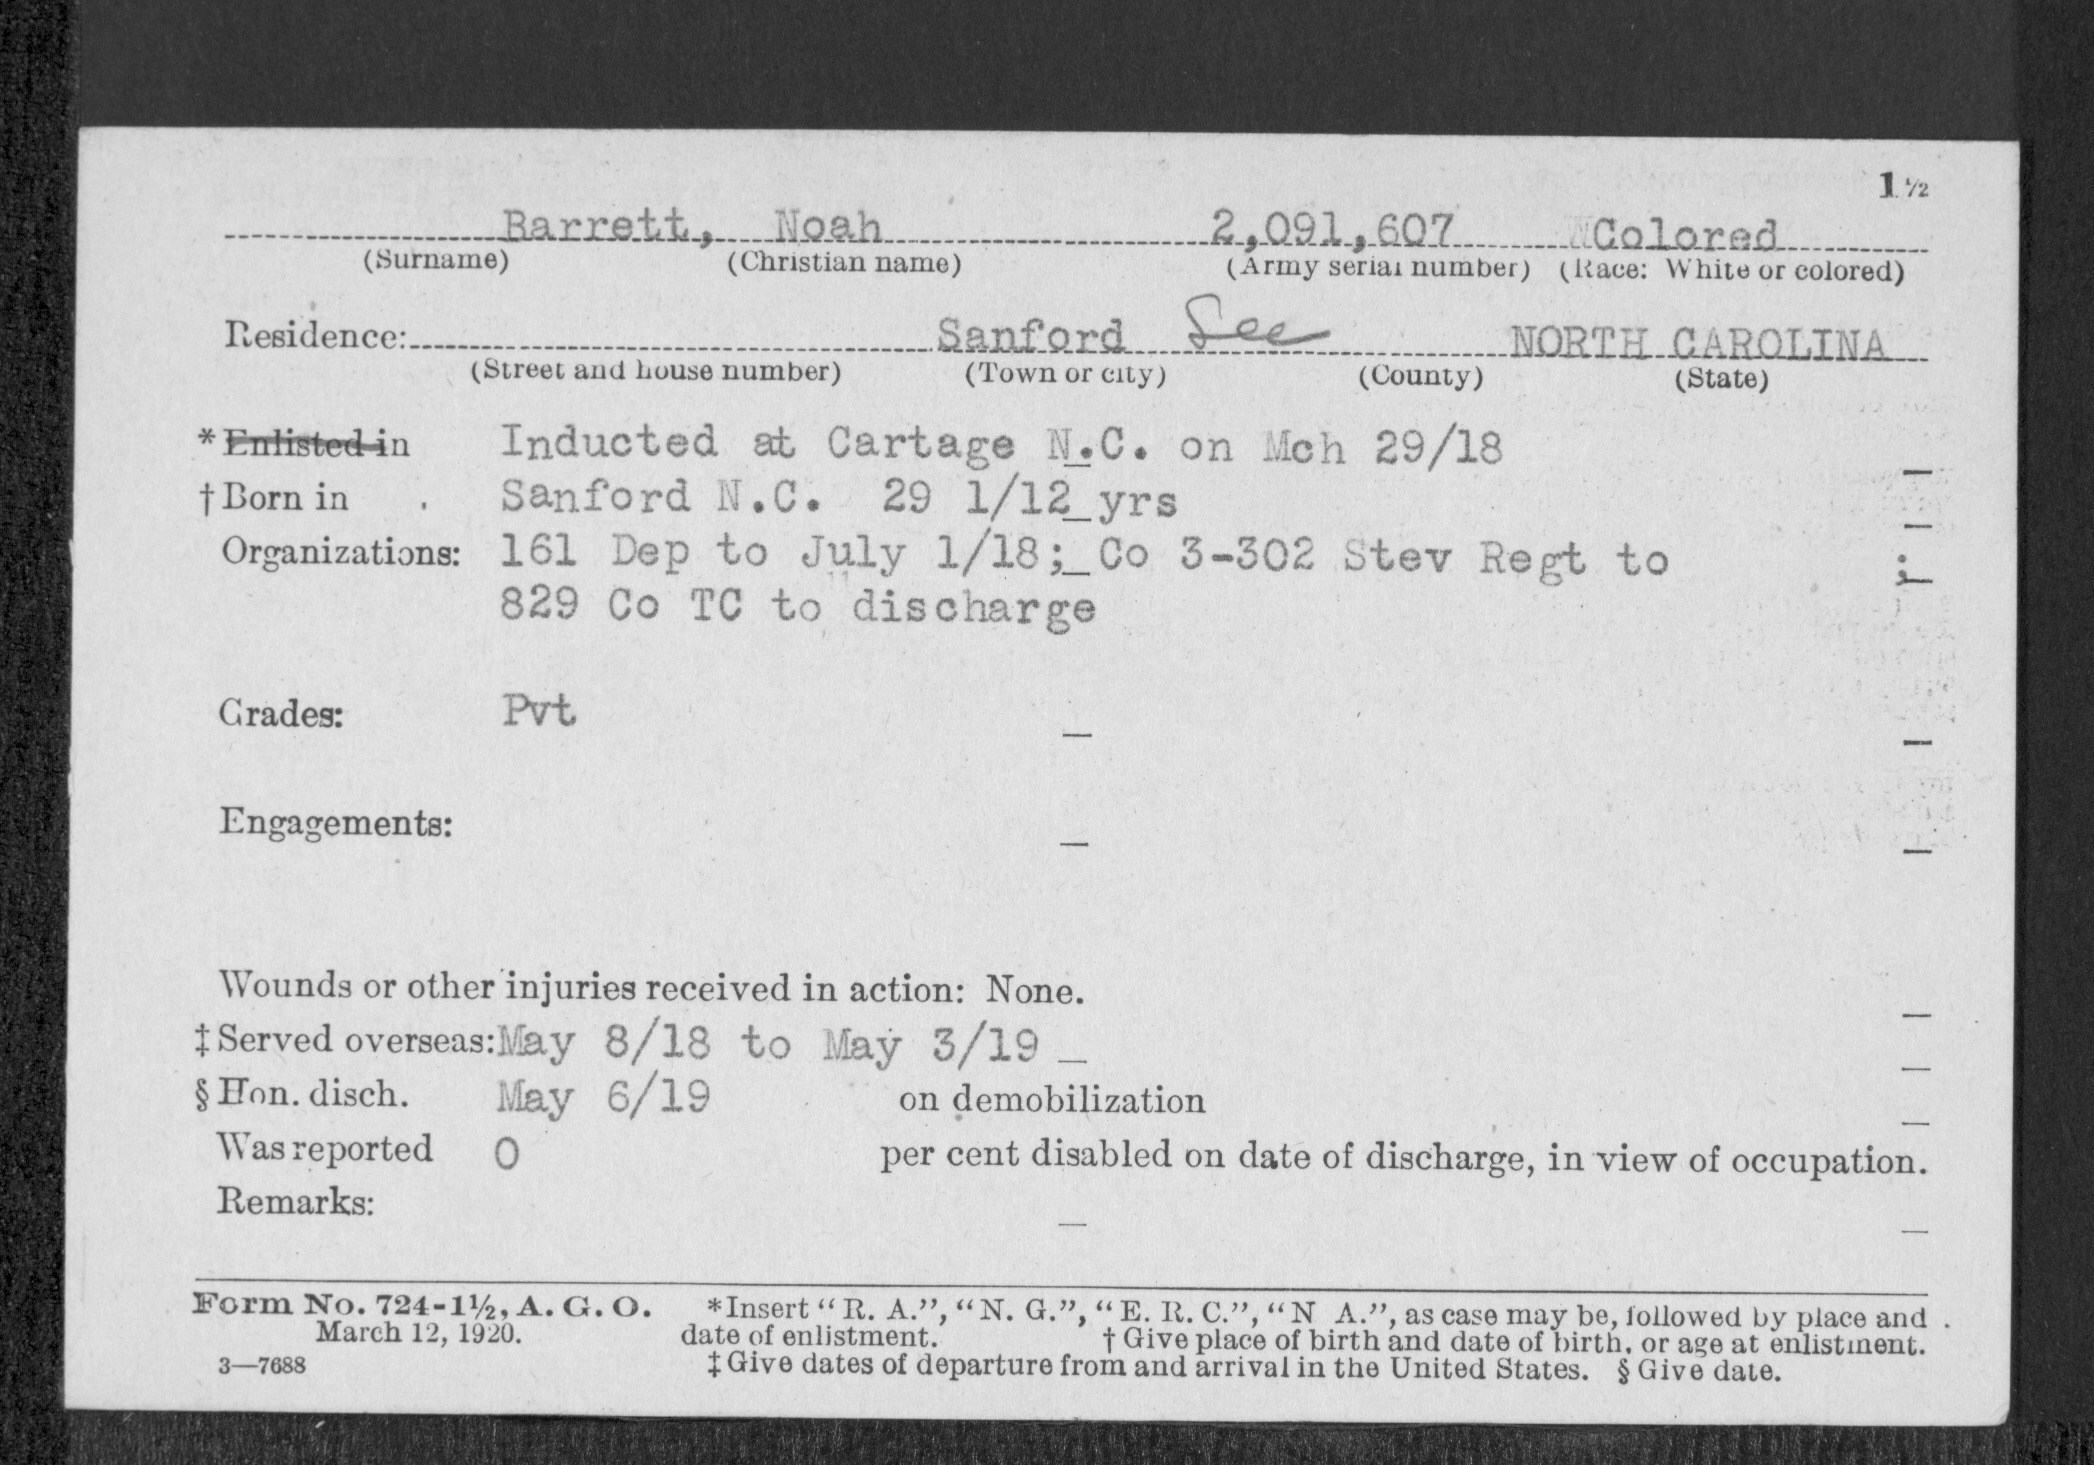 1 ½
Barrett, Noah 2,091,607 Colored
(Surname) (Christian name) (Army serial number) (Race: White or colored)
Residence: Sanford Lee NORTH CAROLINA
(Street and house number) (Town or city) (County) (State)
*Enlisted in Inducted at Cartage N.C. on Mch 29/18
†Born in Sanford N.C. 29 1/12 yrs
Organizations: 161 Dep to July 1/18; Co 3-302 Stev Regt to ;
829 Co TC to discharge
Grades: Pvt
Engagements:
Wounds or other injuries received in action: None.
‡Served overseas: May 8/18 to May 3/19
§Hon. disch. May 6/19 on demobilization
Was reported 0 per cent disabled on date of discharge, in view of occupation.
Remarks:
Form No. 724-1½, A. G. O. *Insert "R. A.", "N. G.", "E. R. C.", "N A.", as case may be, followed by place and
March 12, 1920. date of enlistment. †Give place of birth and date of birth, or age at enlistment.
3—7688 ‡Give dates of departure from and arrival in the United States. §Give date.